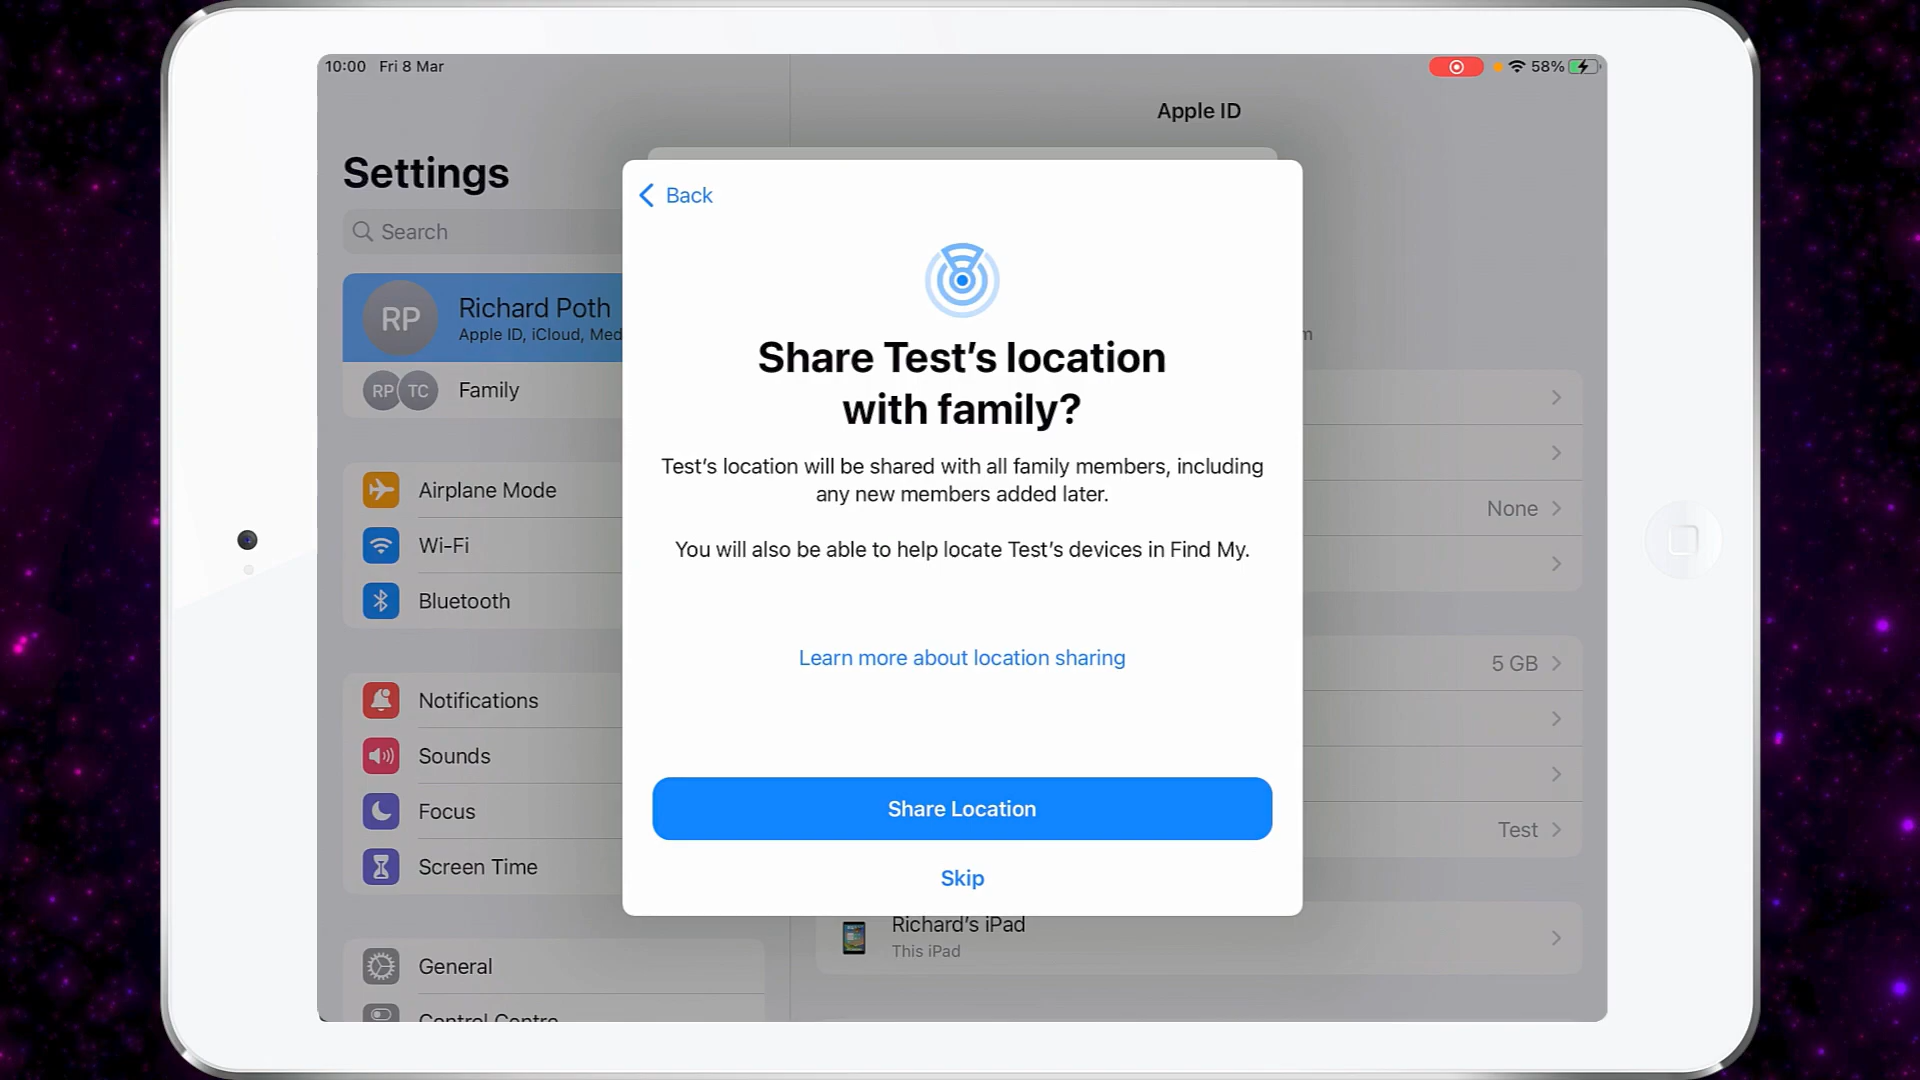 10:00 Fri 8 Mar
58%
Apple ID
Settings
Search
RP
Richard Poth
Apple ID, iCloud, Med
RP TC Family
Airplane Mode
Wi-Fi
Bluetooth
Notifications
Sounds
Focus
Screen Time
General
Control Centre
Back
Share Test’s location
with family?
Test’s location will be shared with all family members, including
any new members added later.
You will also be able to help locate Test’s devices in Find My.
Learn more about location sharing
Share Location
Skip
m
None
5 GB
Test
Richard’s iPad
This iPad